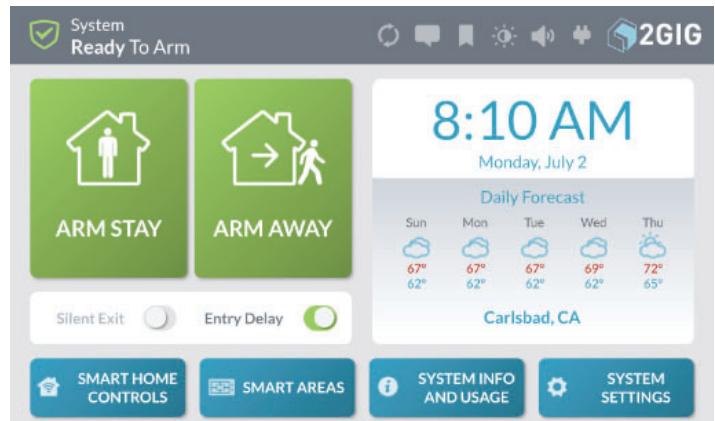 System
Ready To Arm
2GIG
ARM STAY
ARM AWAY
Silent Exit
Entry Delay
8:10 AM
Monday, July 2
Daily Forecast
Sun Mon Tue Wed Thu
67° 67° 67° 69° 72°
62° 62° 62° 62° 65°
Carlsbad, CA
SMART HOME
CONTROLS
SMART AREAS
SYSTEM INFO
AND USAGE
SYSTEM
SETTINGS